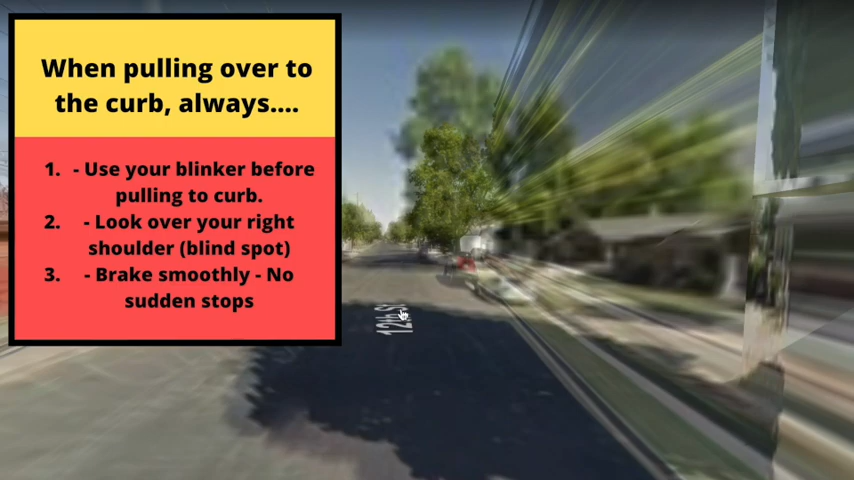 When pulling over to
the curb, always....
1. - Use your blinker before
pulling to curb.
2. - Look over your right
shoulder (blind spot)
3. - Brake smoothly - No
sudden stops
12th St